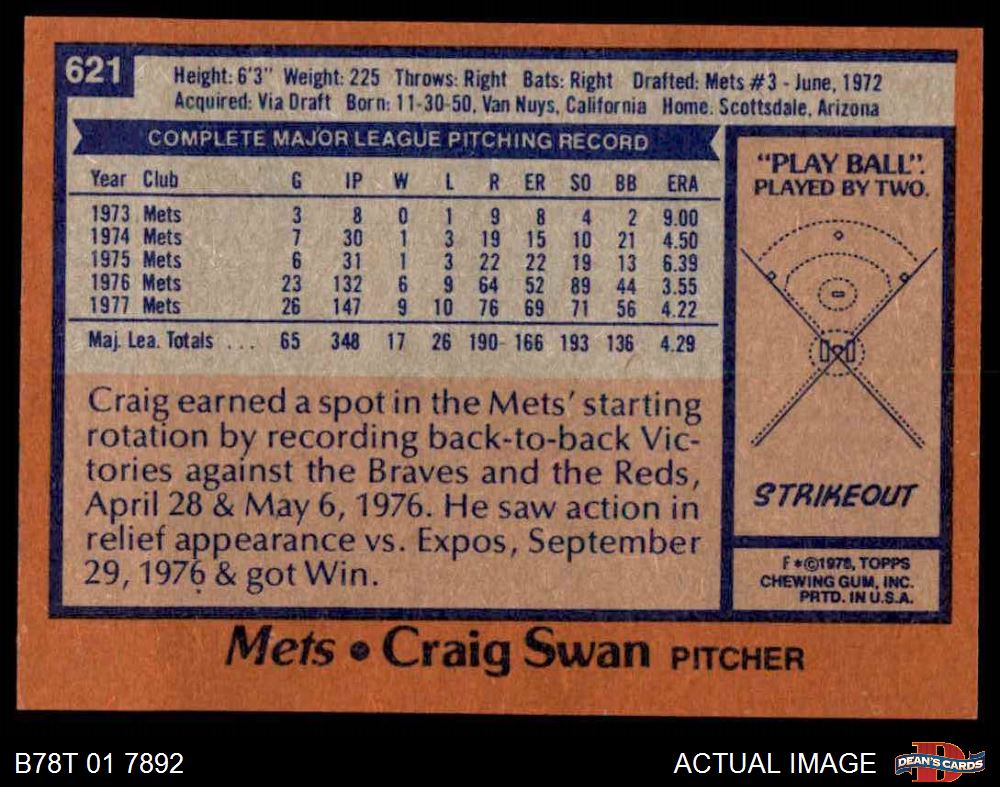 621
Height: 6'3" Weight: 225 Throws: Right Bats: Right Drafted: Mets #3 - June, 1972
Acquired: Via Draft Born: 11-30-50, Van Nuys, California Home: Scottsdale, Arizona
COMPLETE MAJOR LEAGUE PITCHING RECORD
Year Club G IP W L R ER SO BB ERA
1973 Mets 3 8 0 1 9 8 4 2 9.00
1974 Mets 7 30 1 3 19 15 10 21 4.50
1975 Mets 6 31 1 3 22 22 19 13 6.39
1976 Mets 23 132 6 9 64 52 89 44 3.55
1977 Mets 26 147 9 10 76 69 71 56 4.22
Maj. Lea. Totals . . . 65 348 17 26 190 166 193 136 4.29
Craig earned a spot in the Mets' starting
rotation by recording back-to-back Vic-
tories against the Braves and the Reds,
April 28 & May 6, 1976. He saw action in
relief appearance vs. Expos, September
29, 1976 & got Win.
"PLAY BALL".
PLAYED BY TWO.
STRIKEOUT
F*©1978, TOPPS
CHEWING GUM, INC.
PRTD. IN U.S.A.
Mets • Craig Swan PITCHER
B78T 01 7892
ACTUAL IMAGE
DEAN'S CARDS